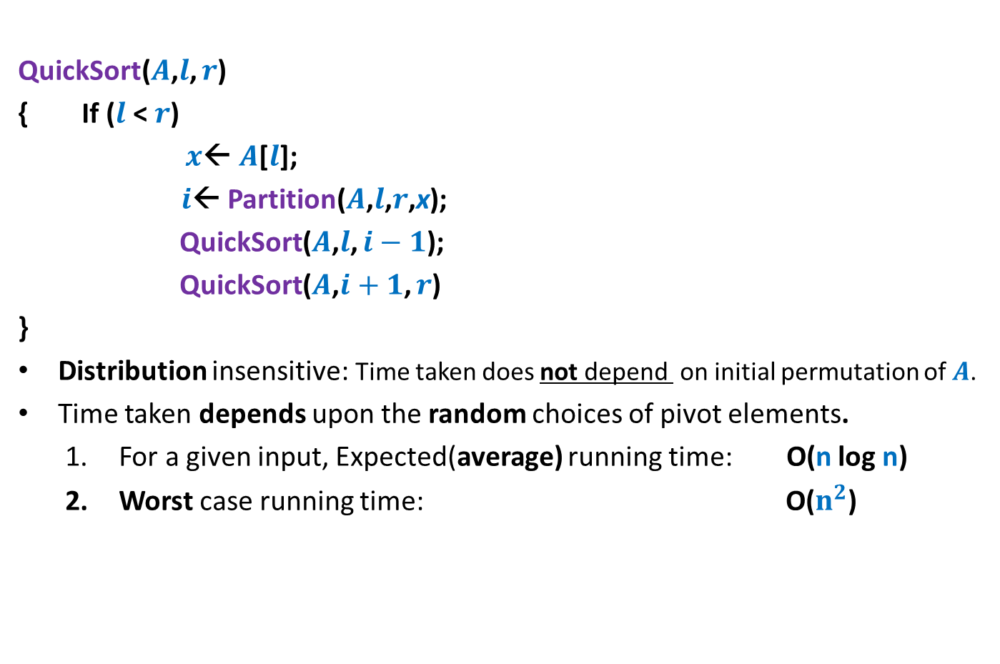 QuickSort(A,l, r)
{ If (l < r)
x← A[l];
i← Partition(A,l,r,x);
QuickSort(A,l, i − 1);
QuickSort(A,i + 1, r)
}
• Distribution insensitive: Time taken does not depend on initial permutation of A.
• Time taken depends upon the random choices of pivot elements.
1. For a given input, Expected(average) running time: O(n log n)
2. Worst case running time: O(n²)